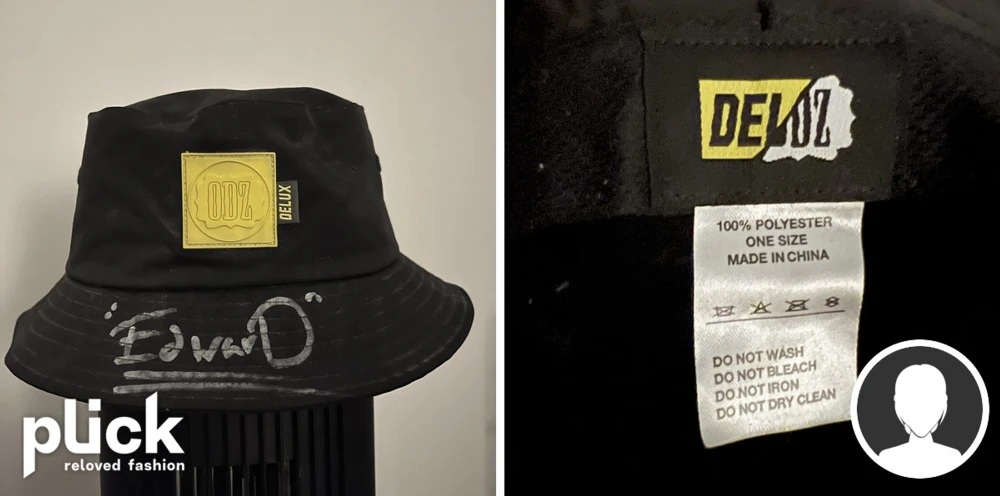 ODZ
DELUX
"EdwarD"
plick
reloved fashion
DELODZ
100% POLYESTER
ONE SIZE
MADE IN CHINA
DO NOT WASH
DO NOT BLEACH
DO NOT IRON
DO NOT DRY CLEAN